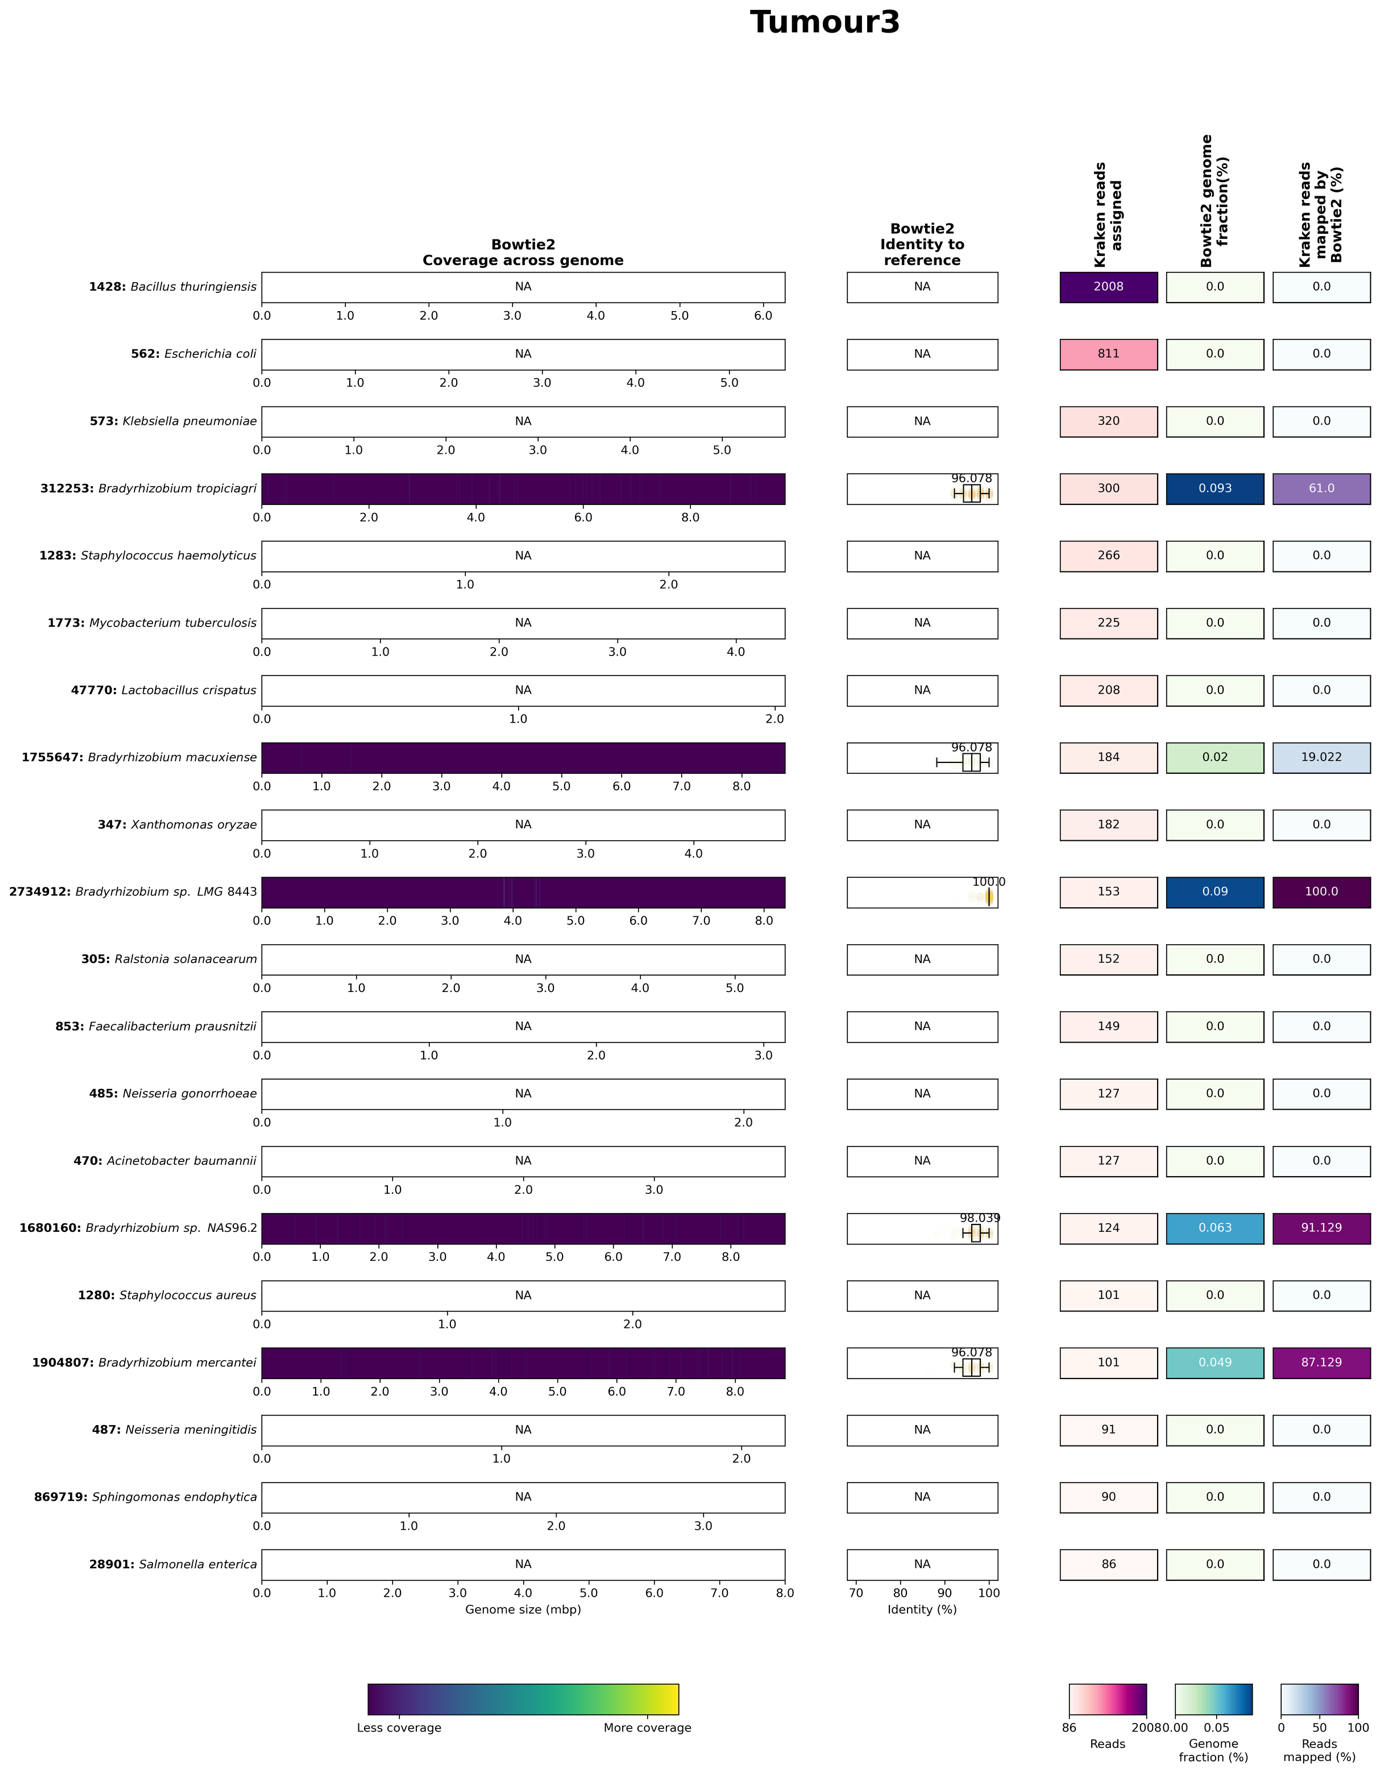 Tumour3
Bowtie2
Coverage across genome
Bowtie2
Identity to
reference
Kraken reads
assigned
Bowtie2 genome
fraction(%)
Kraken reads
mapped by
Bowtie2 (%)
1428: Bacillus thuringiensis NA NA 2008 0.0 0.0
0.0 1.0 2.0 3.0 4.0 5.0 6.0
562: Escherichia coli NA NA 811 0.0 0.0
0.0 1.0 2.0 3.0 4.0 5.0
573: Klebsiella pneumoniae NA NA 320 0.0 0.0
0.0 1.0 2.0 3.0 4.0 5.0
312253: Bradyrhizobium tropiciagri 96.078 300 0.093 61.0
0.0 2.0 4.0 6.0 8.0
1283: Staphylococcus haemolyticus NA NA 266 0.0 0.0
0.0 1.0 2.0
1773: Mycobacterium tuberculosis NA NA 225 0.0 0.0
0.0 1.0 2.0 3.0 4.0
47770: Lactobacillus crispatus NA NA 208 0.0 0.0
0.0 1.0 2.0
1755647: Bradyrhizobium macuxiense 96.078 184 0.02 19.022
0.0 1.0 2.0 3.0 4.0 5.0 6.0 7.0 8.0
347: Xanthomonas oryzae NA NA 182 0.0 0.0
0.0 1.0 2.0 3.0 4.0
2734912: Bradyrhizobium sp. LMG 8443 100.0 153 0.09 100.0
0.0 1.0 2.0 3.0 4.0 5.0 6.0 7.0 8.0
305: Ralstonia solanacearum NA NA 152 0.0 0.0
0.0 1.0 2.0 3.0 4.0 5.0
853: Faecalibacterium prausnitzii NA NA 149 0.0 0.0
0.0 1.0 2.0 3.0
485: Neisseria gonorrhoeae NA NA 127 0.0 0.0
0.0 1.0 2.0
470: Acinetobacter baumannii NA NA 127 0.0 0.0
0.0 1.0 2.0 3.0
1680160: Bradyrhizobium sp. NAS96.2 98.039 124 0.063 91.129
0.0 1.0 2.0 3.0 4.0 5.0 6.0 7.0 8.0
1280: Staphylococcus aureus NA NA 101 0.0 0.0
0.0 1.0 2.0
1904807: Bradyrhizobium mercantei 96.078 101 0.049 87.129
0.0 1.0 2.0 3.0 4.0 5.0 6.0 7.0 8.0
487: Neisseria meningitidis NA NA 91 0.0 0.0
0.0 1.0 2.0
869719: Sphingomonas endophytica NA NA 90 0.0 0.0
0.0 1.0 2.0 3.0
28901: Salmonella enterica NA NA 86 0.0 0.0
0.0 1.0 2.0 3.0 4.0 5.0 6.0 7.0 8.0 70 80 90 100
Genome size (mbp) Identity (%)
Less coverage More coverage
86 2008 0.00 0.05 0 50 100
Reads
Genome
fraction (%)
Reads
mapped (%)